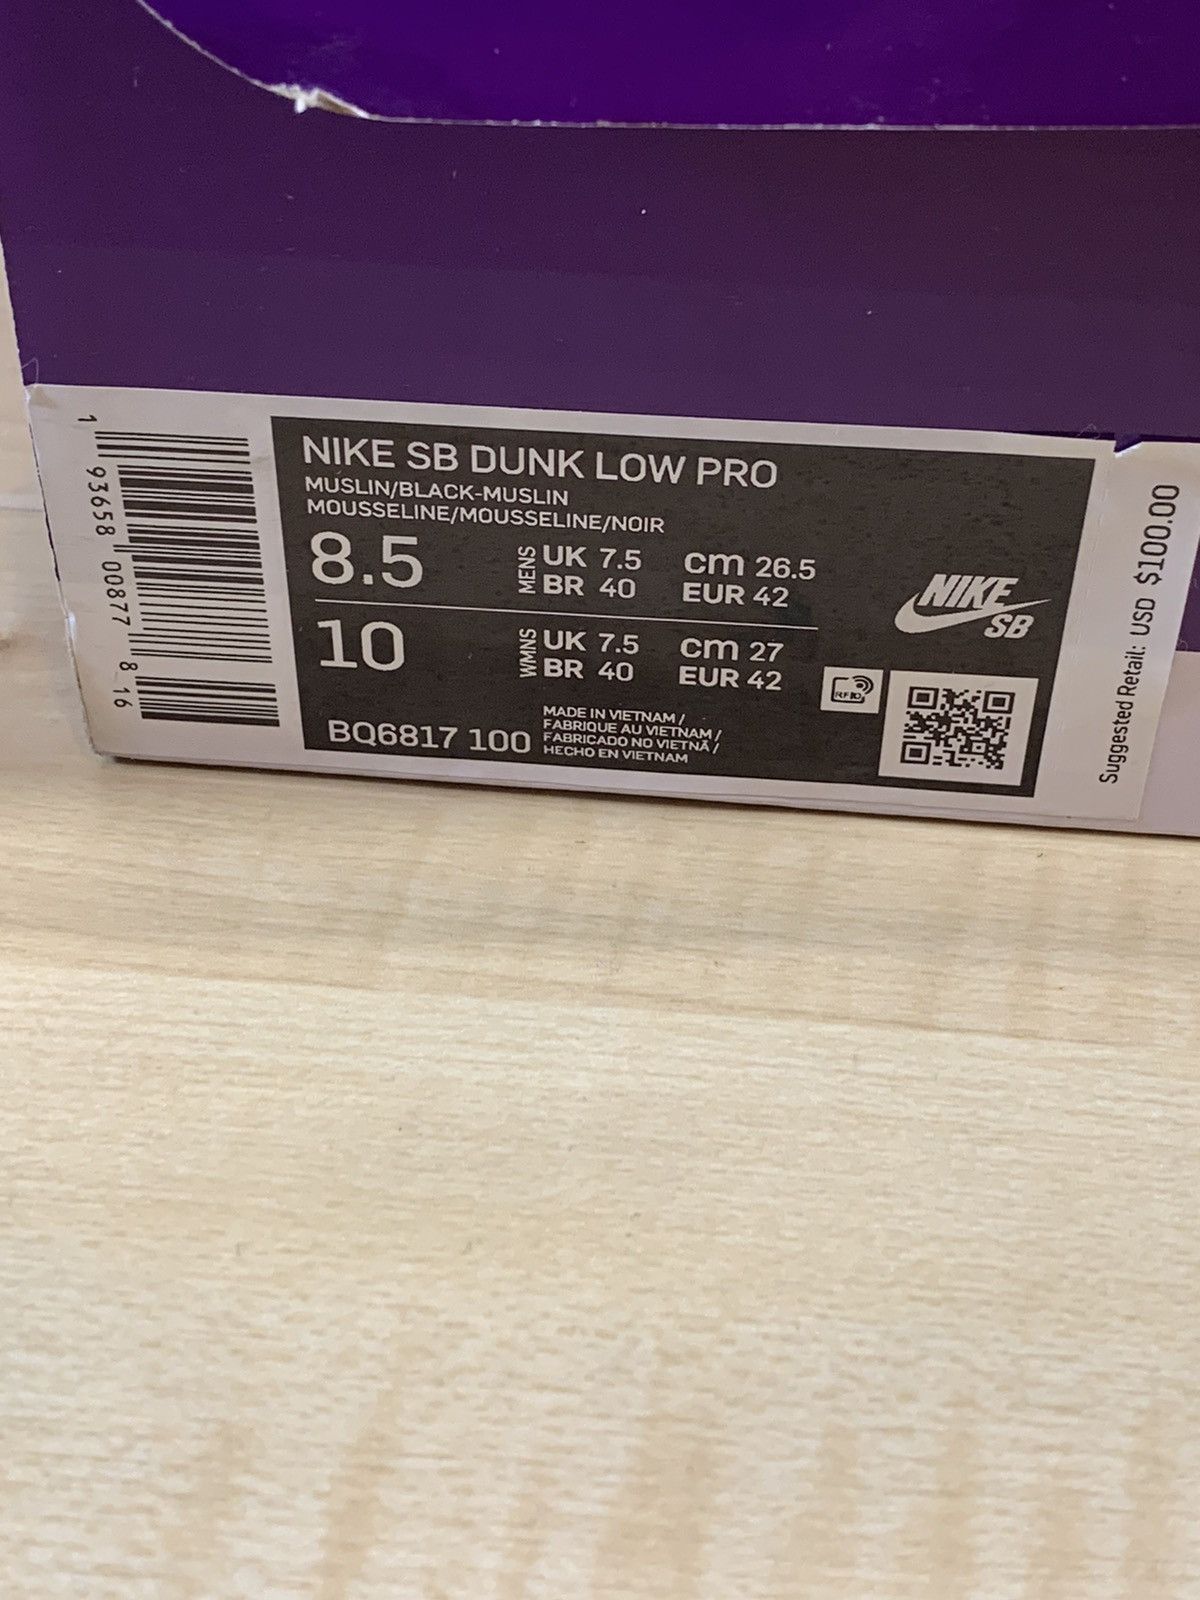 NIKE SB DUNK LOW PRO
MUSLIN/BLACK-MUSLIN
MOUSSELINE/MOUSSELINE/NOIR
8.5 MENS UK 7.5 cm 26.5
BR 40 EUR 42
10 WMNS UK 7.5 cm 27
BR 40 EUR 42
BQ6817 100
MADE IN VIETNAM /
FABRIQUE AU VIETNAM /
FABRICADO NO VIETNÃ /
HECHO EN VIETNAM
NIKE
SB
RFID
1 93658 00877 8 16
Suggested Retail: USD $100.00